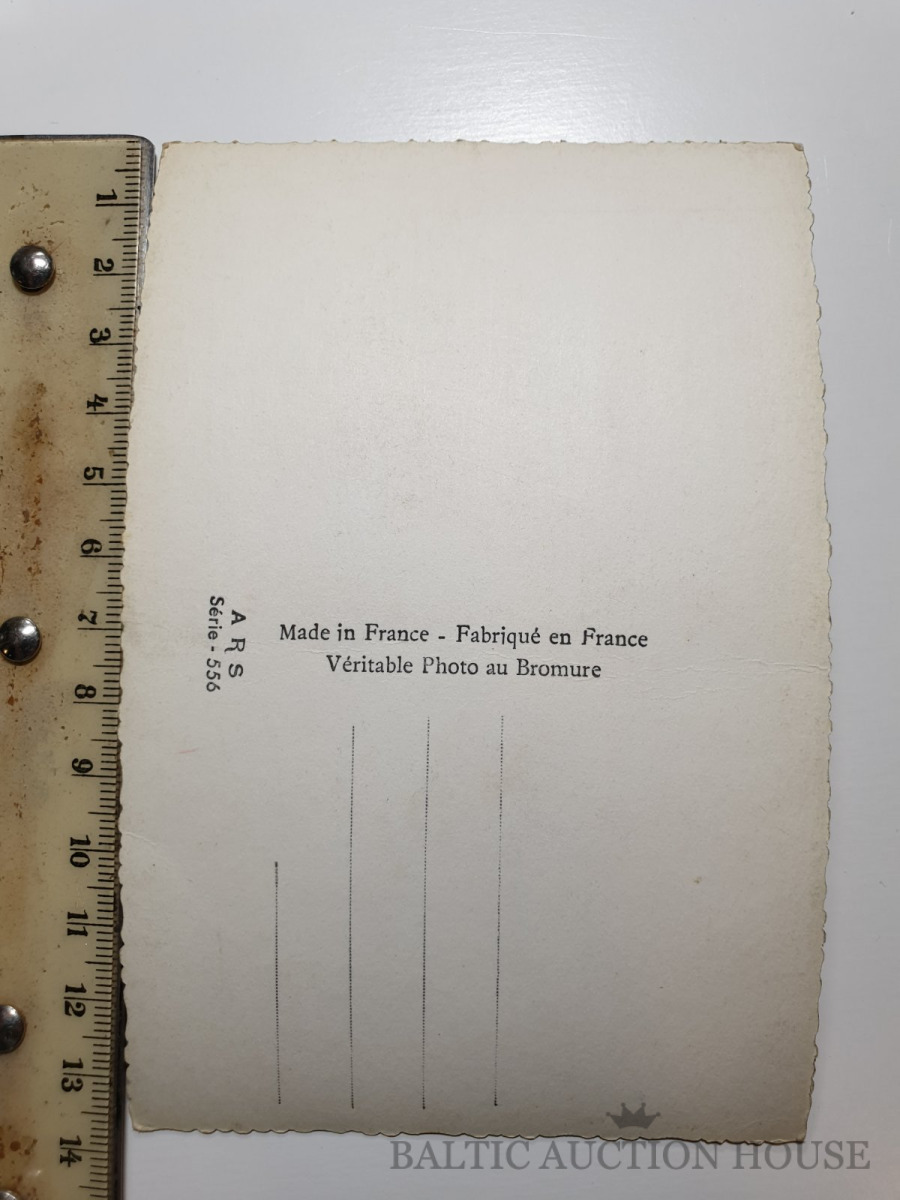 1
2
3
4
5
6
7
8
9
10
11
12
13
14
A R S
Série - 556
Made in France - Fabriqué en France
Véritable Photo au Bromure
BALTIC AUCTION HOUSE